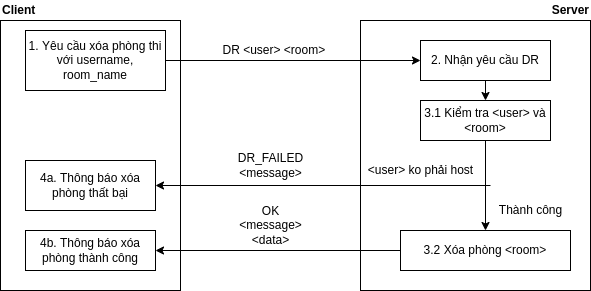 Client
Server
1. Yêu cầu xóa phòng thi
với username,
room_name
DR <user> <room>
2. Nhận yêu cầu DR
3.1 Kiểm tra <user> và
<room>
DR_FAILED
<message>
<user> ko phải host
4a. Thông báo xóa
phòng thất bại
OK
<message>
<data>
Thành công
4b. Thông báo xóa
phòng thành công
3.2 Xóa phòng <room>